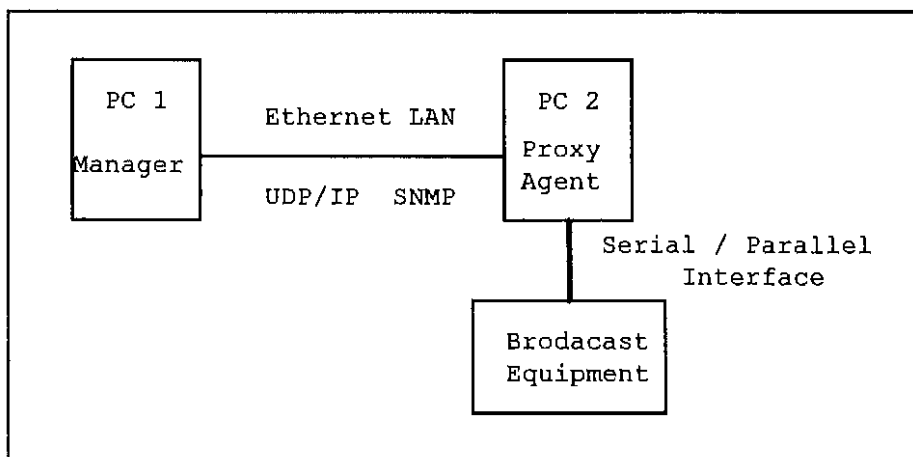 PC 1
Manager
Ethernet LAN
UDP/IP SNMP
PC 2
Proxy
Agent
Serial / Parallel
Interface
Brodacast
Equipment